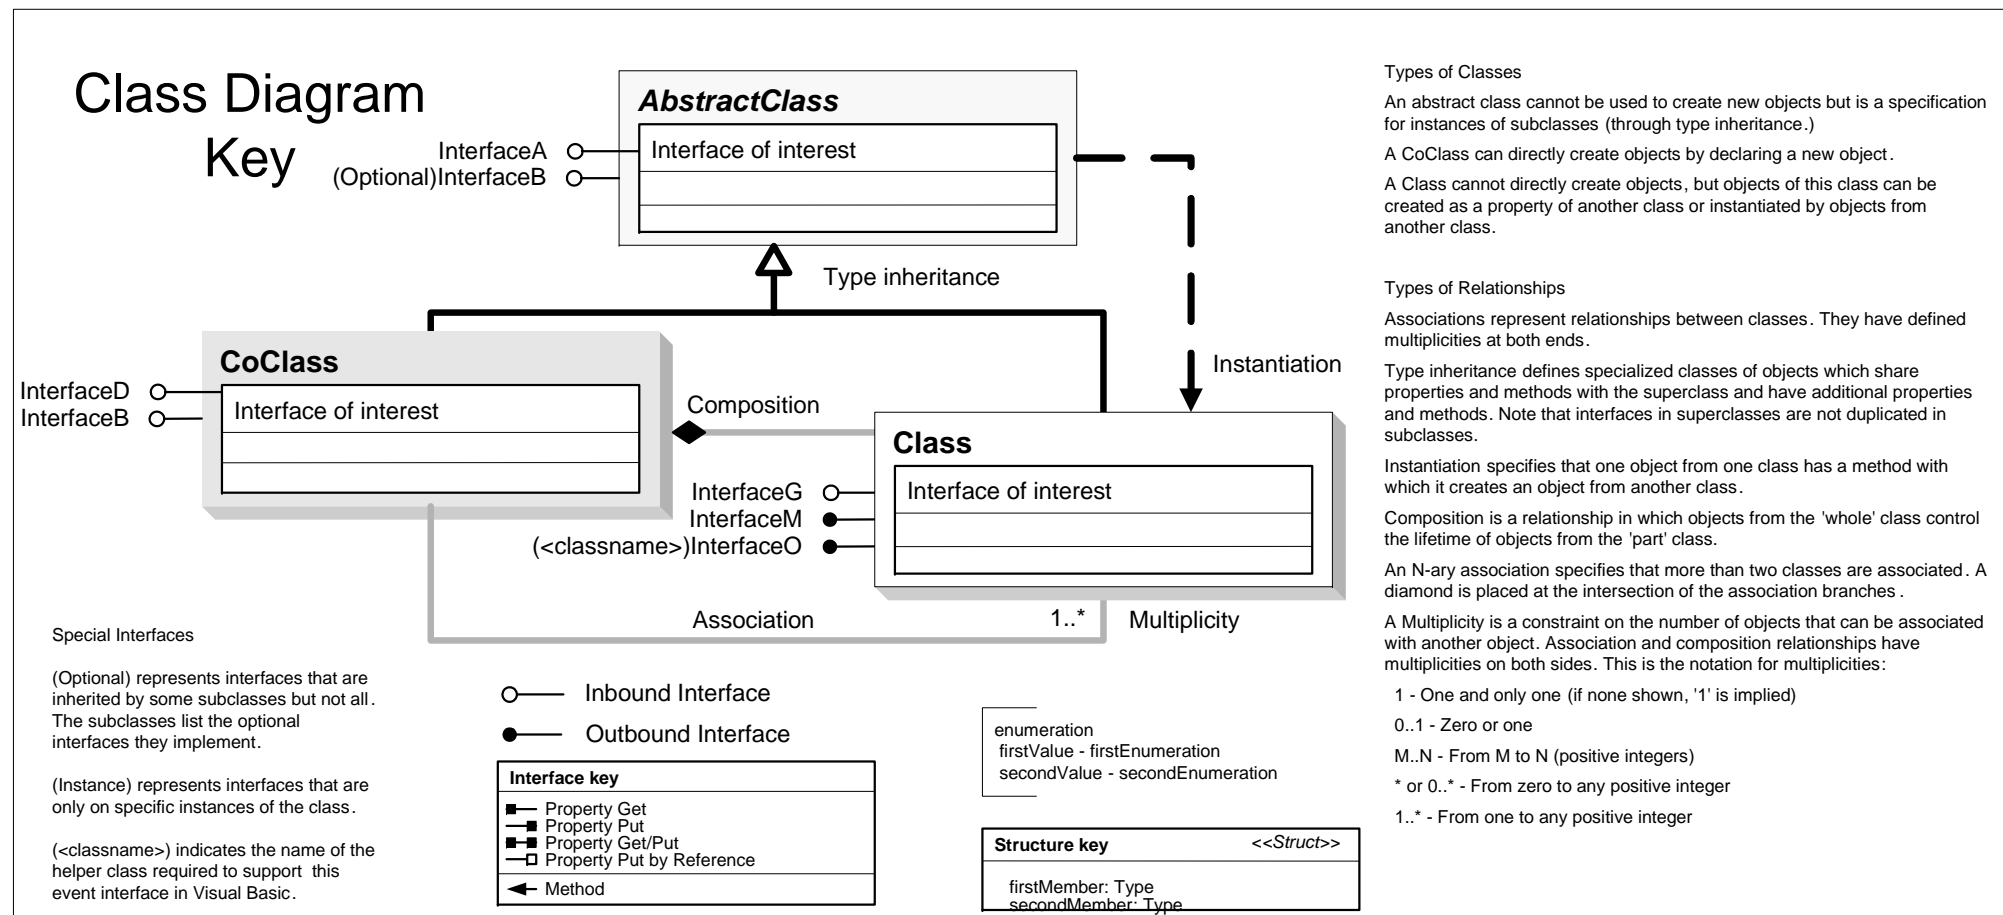 Class Diagram
Key
AbstractClass
Interface of interest
InterfaceA
(Optional)InterfaceB
Type inheritance
Instantiation
CoClass
Interface of interest
InterfaceD
InterfaceB
Composition
Class
Interface of interest
InterfaceG
InterfaceM
(<classname>)InterfaceO
Association
1..*
Multiplicity
Special Interfaces
(Optional) represents interfaces that are
inherited by some subclasses but not all.
The subclasses list the optional
interfaces they implement.
(Instance) represents interfaces that are
only on specific instances of the class.
(<classname>) indicates the name of the
helper class required to support this
event interface in Visual Basic.
Inbound Interface
Outbound Interface
Interface key
Property Get
Property Put
Property Get/Put
Property Put by Reference
Method
enumeration
firstValue - firstEnumeration
secondValue - secondEnumeration
Structure key <<Struct>>
firstMember: Type
secondMember: Type
Types of Classes
An abstract class cannot be used to create new objects but is a specification
for instances of subclasses (through type inheritance.)
A CoClass can directly create objects by declaring a new object.
A Class cannot directly create objects, but objects of this class can be
created as a property of another class or instantiated by objects from
another class.
Types of Relationships
Associations represent relationships between classes. They have defined
multiplicities at both ends.
Type inheritance defines specialized classes of objects which share
properties and methods with the superclass and have additional properties
and methods. Note that interfaces in superclasses are not duplicated in
subclasses.
Instantiation specifies that one object from one class has a method with
which it creates an object from another class.
Composition is a relationship in which objects from the 'whole' class control
the lifetime of objects from the 'part' class.
An N-ary association specifies that more than two classes are associated. A
diamond is placed at the intersection of the association branches.
A Multiplicity is a constraint on the number of objects that can be associated
with another object. Association and composition relationships have
multiplicities on both sides. This is the notation for multiplicities:
1 - One and only one (if none shown, '1' is implied)
0..1 - Zero or one
M..N - From M to N (positive integers)
* or 0..* - From zero to any positive integer
1..* - From one to any positive integer